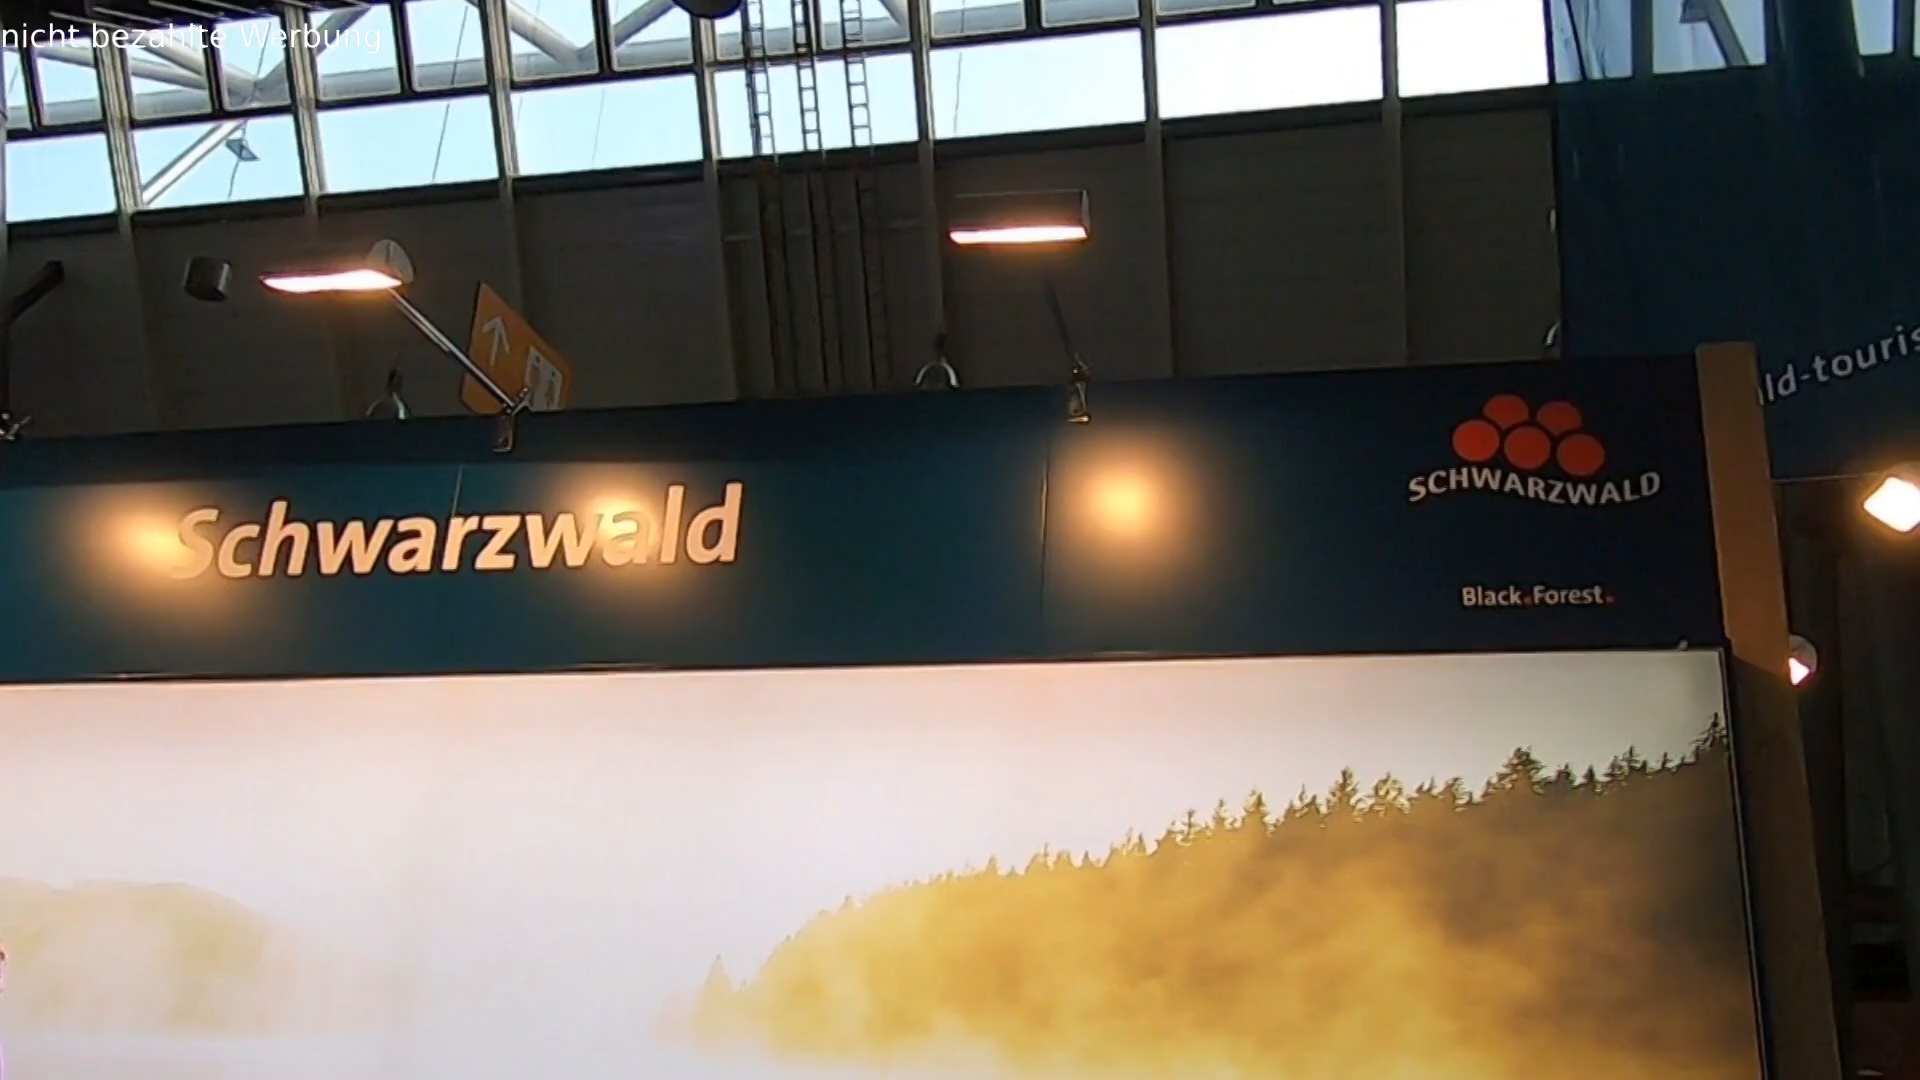 nicht bezahlte Werbung
ld-touris
Schwarzwald
SCHWARZWALD
Black Forest.